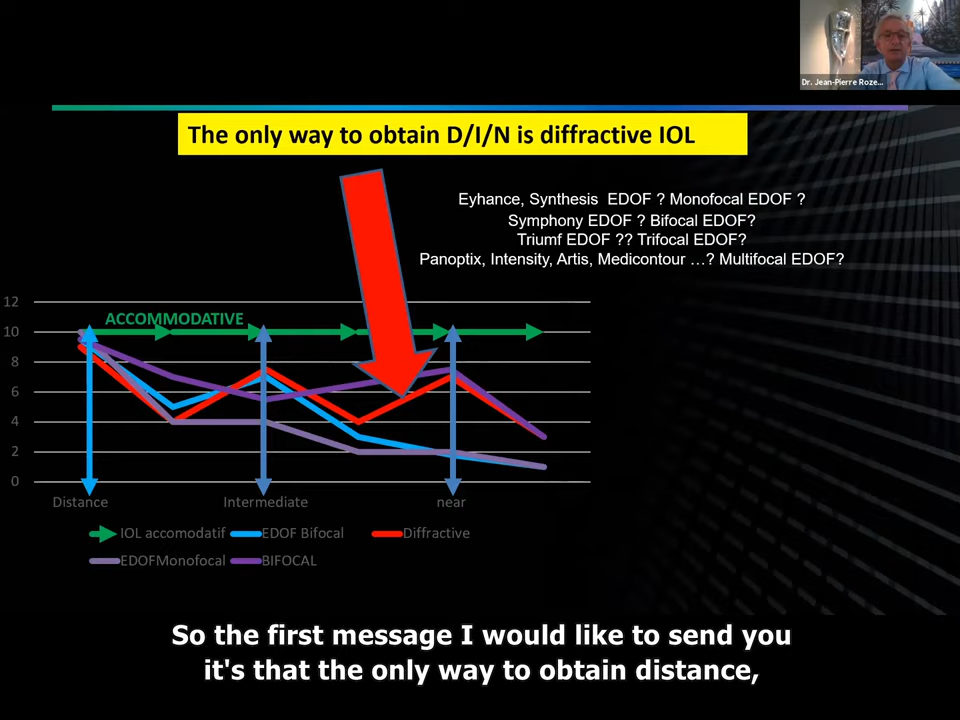 Dr. Jean-Pierre Roze...
The only way to obtain D/I/N is diffractive IOL
Eyhance, Synthesis EDOF ? Monofocal EDOF ?
Symphony EDOF ? Bifocal EDOF?
Triumf EDOF ?? Trifocal EDOF?
Panoptix, Intensity, Artis, Medicontour ...? Multifocal EDOF?
12
10
8
6
4
2
0
ACCOMMODATIVE
Distance Intermediate near
IOL accomodatif EDOF Bifocal Diffractive
EDOFMonofocal BIFOCAL
So the first message I would like to send you
it's that the only way to obtain distance,